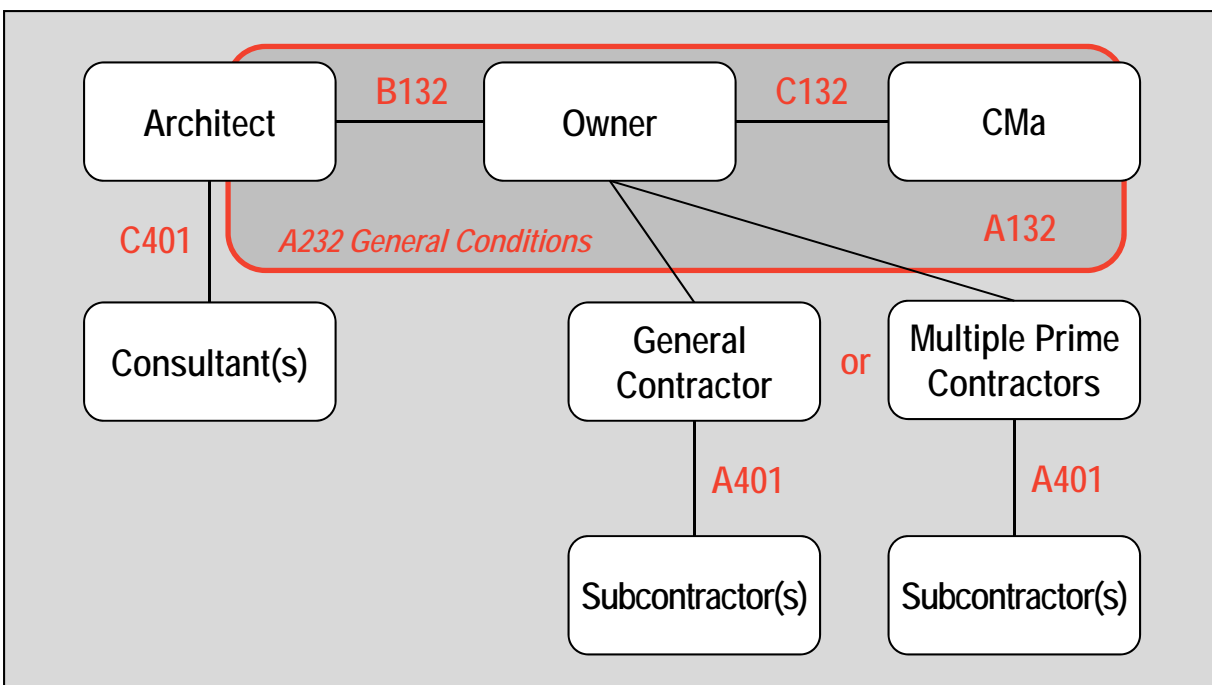 B132
C132
Architect
Owner
CMa
C401
A232 General Conditions
A132
Consultant(s)
General
Contractor
or
Multiple Prime
Contractors
A401
A401
Subcontractor(s)
Subcontractor(s)